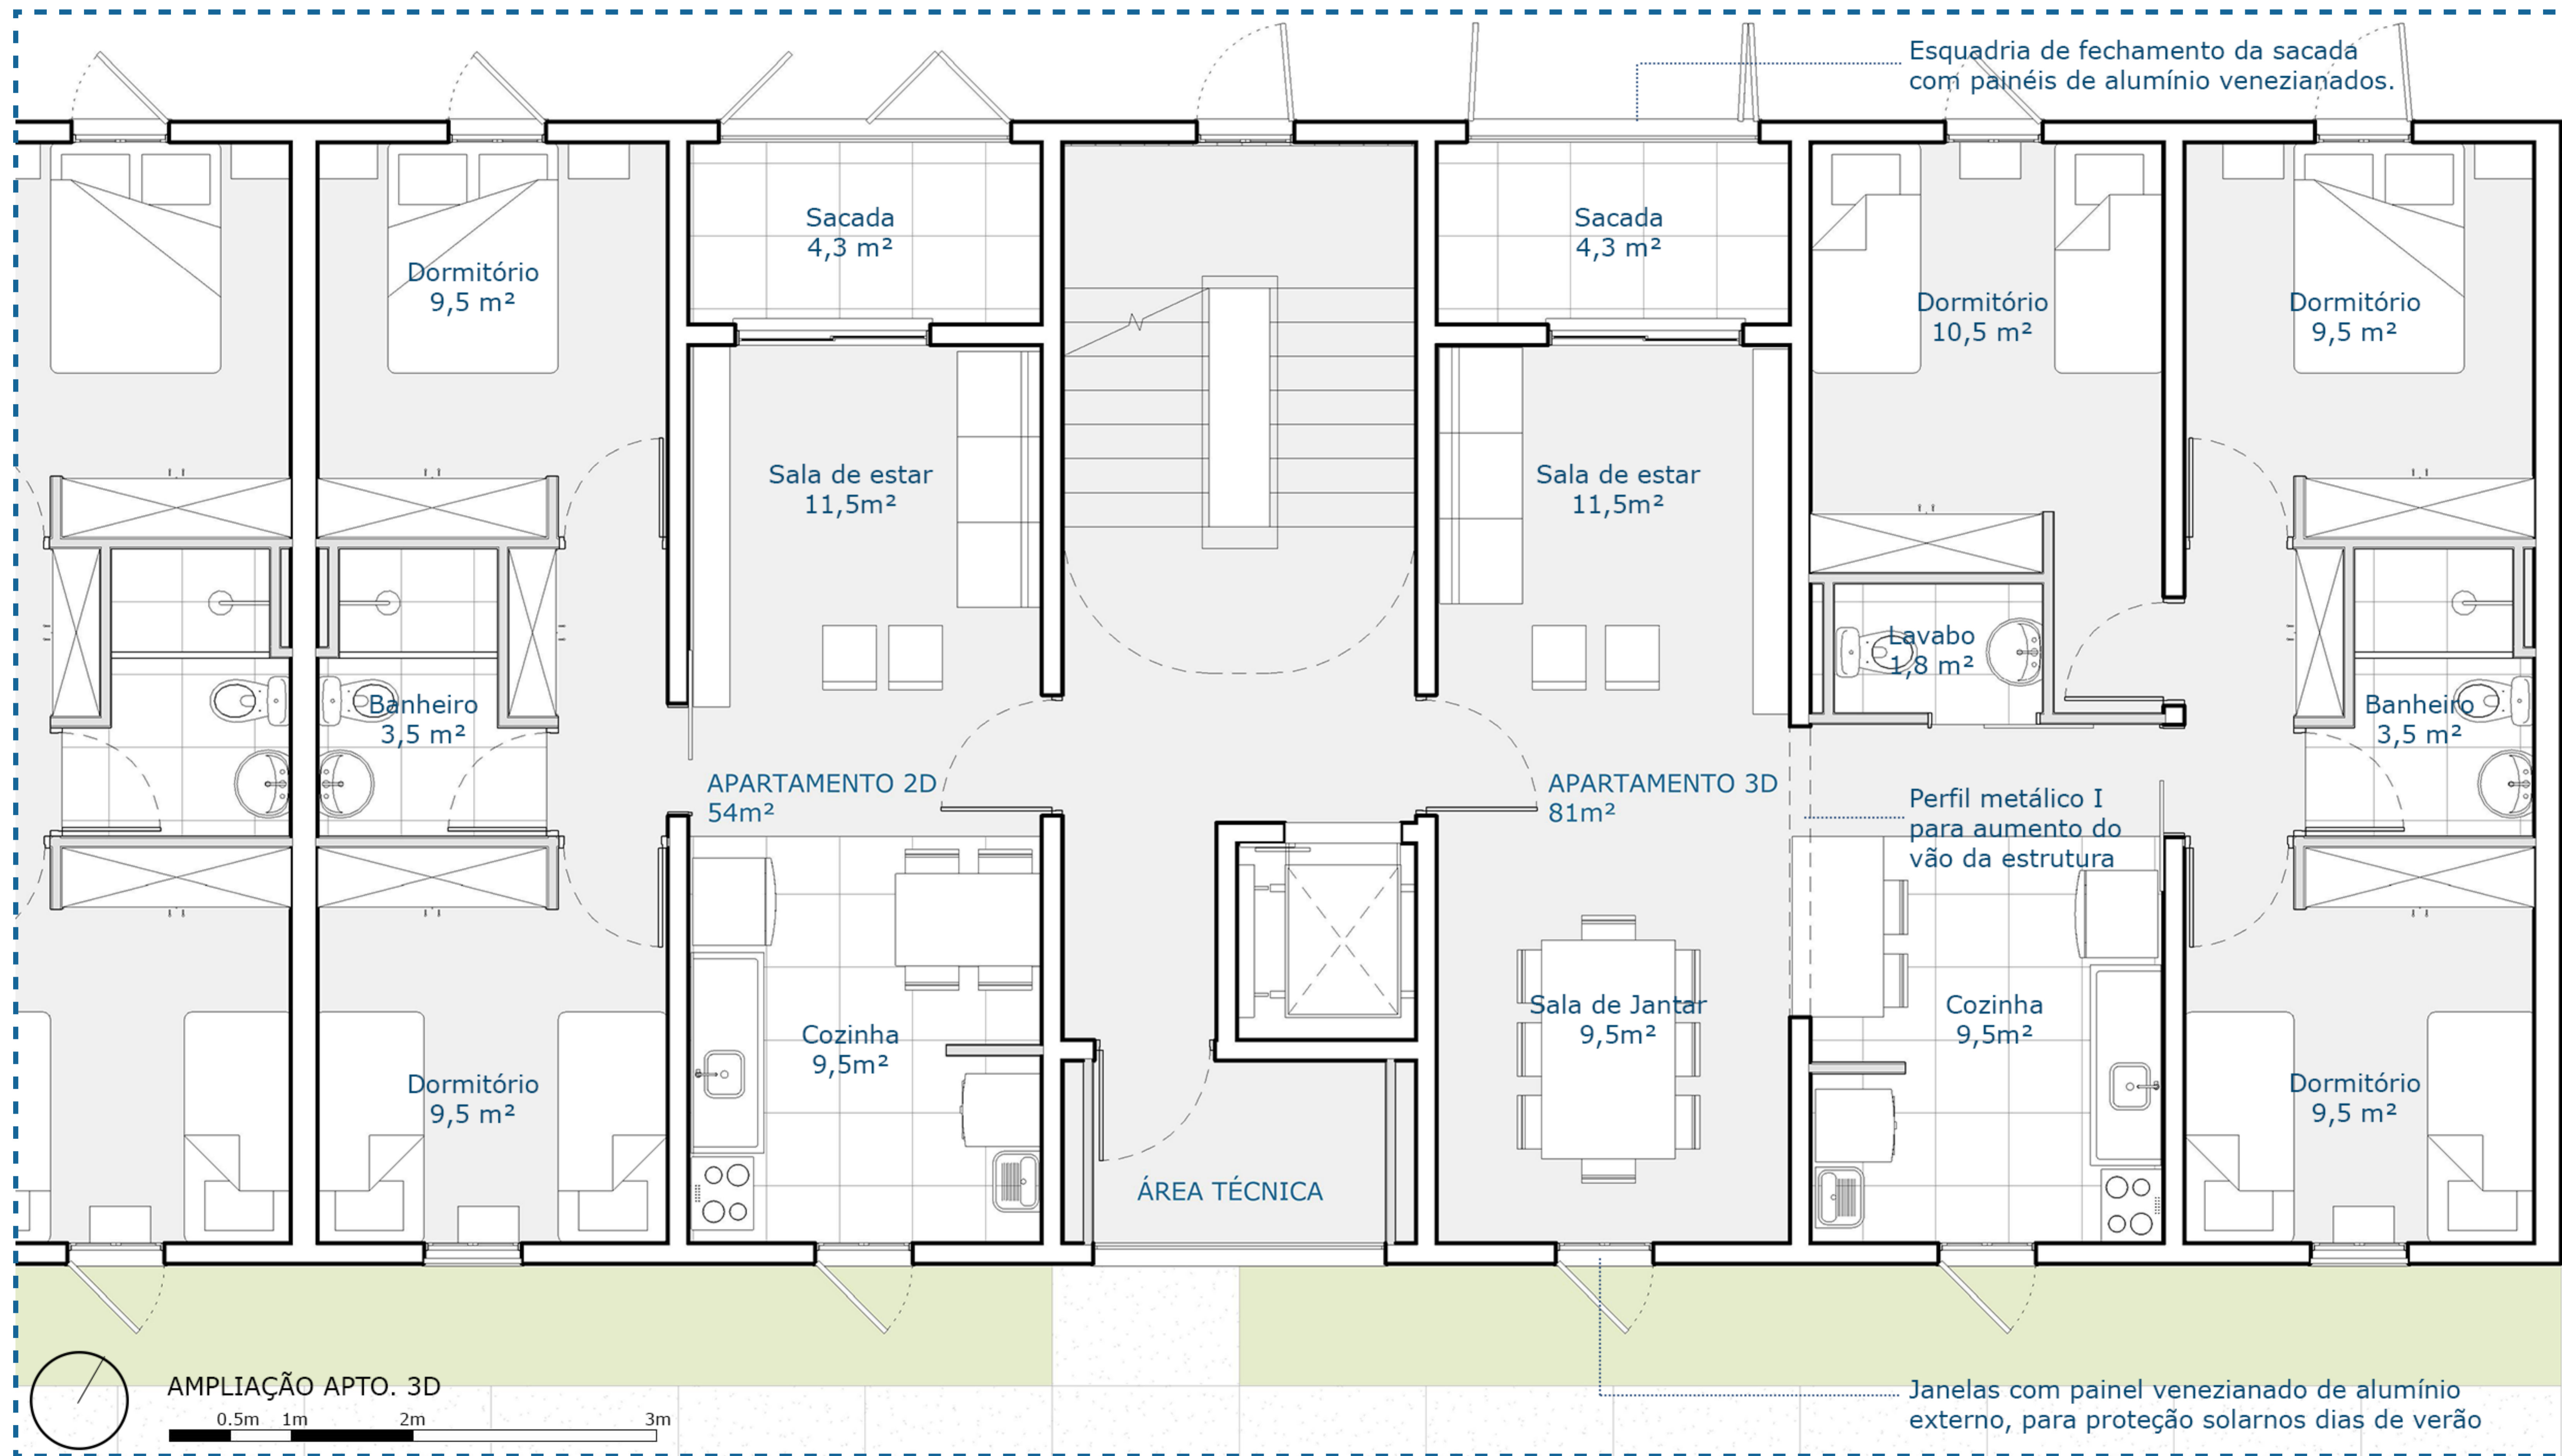 Esquadria de fechamento da sacada
com painéis de alumínio venezianados.
Sacada
4,3 m²
Sacada
4,3 m²
Dormitório
9,5 m²
Dormitório
10,5 m²
Dormitório
9,5 m²
Sala de estar
11,5m²
Sala de estar
11,5m²
Lavabo
1,8 m²
Banheiro
3,5 m²
Banheiro
3,5 m²
APARTAMENTO 2D
54m²
APARTAMENTO 3D
81m²
Perfil metálico I
para aumento do
vão da estrutura
Cozinha
9,5m²
Sala de Jantar
9,5m²
Cozinha
9,5m²
Dormitório
9,5 m²
Dormitório
9,5 m²
ÁREA TÉCNICA
AMPLIAÇÃO APTO. 3D
0.5m 1m 2m 3m
Janelas com painel venezianado de alumínio
externo, para proteção solarnos dias de verão